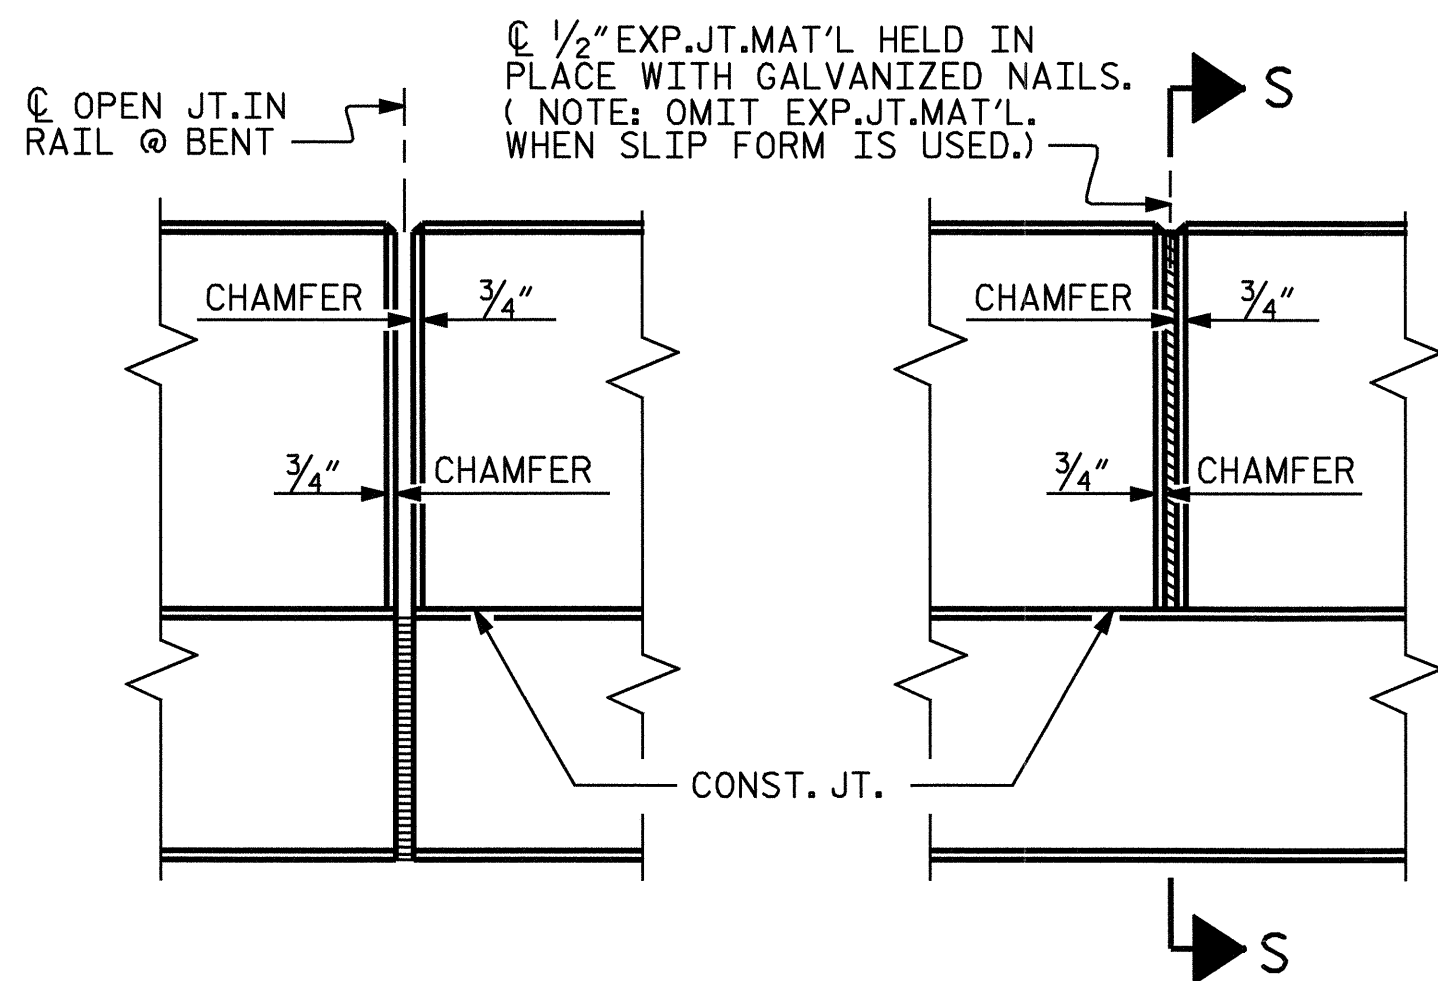 ℄ OPEN JT.IN
RAIL @ BENT
℄ 1/2" EXP.JT.MAT'L HELD IN
PLACE WITH GALVANIZED NAILS.
( NOTE: OMIT EXP.JT.MAT'L.
WHEN SLIP FORM IS USED.)
S
CHAMFER
3/4"
CHAMFER
3/4"
3/4"
CHAMFER
3/4"
CHAMFER
CONST. JT.
S